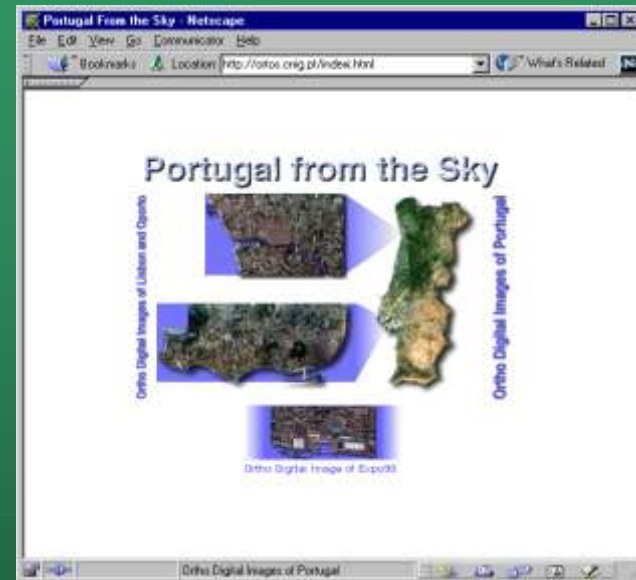 Portugal From the Sky - Netscape
File Edit View Go Communicator Help
Bookmarks Location: http://ortos.cnig.pt/index.html What's Related
Portugal from the Sky
Ortho Digital Images of Lisbon and Oporto
Ortho Digital Images of Portugal
Ortho Digital Image of Expo98
Ortho Digital Images of Portugal